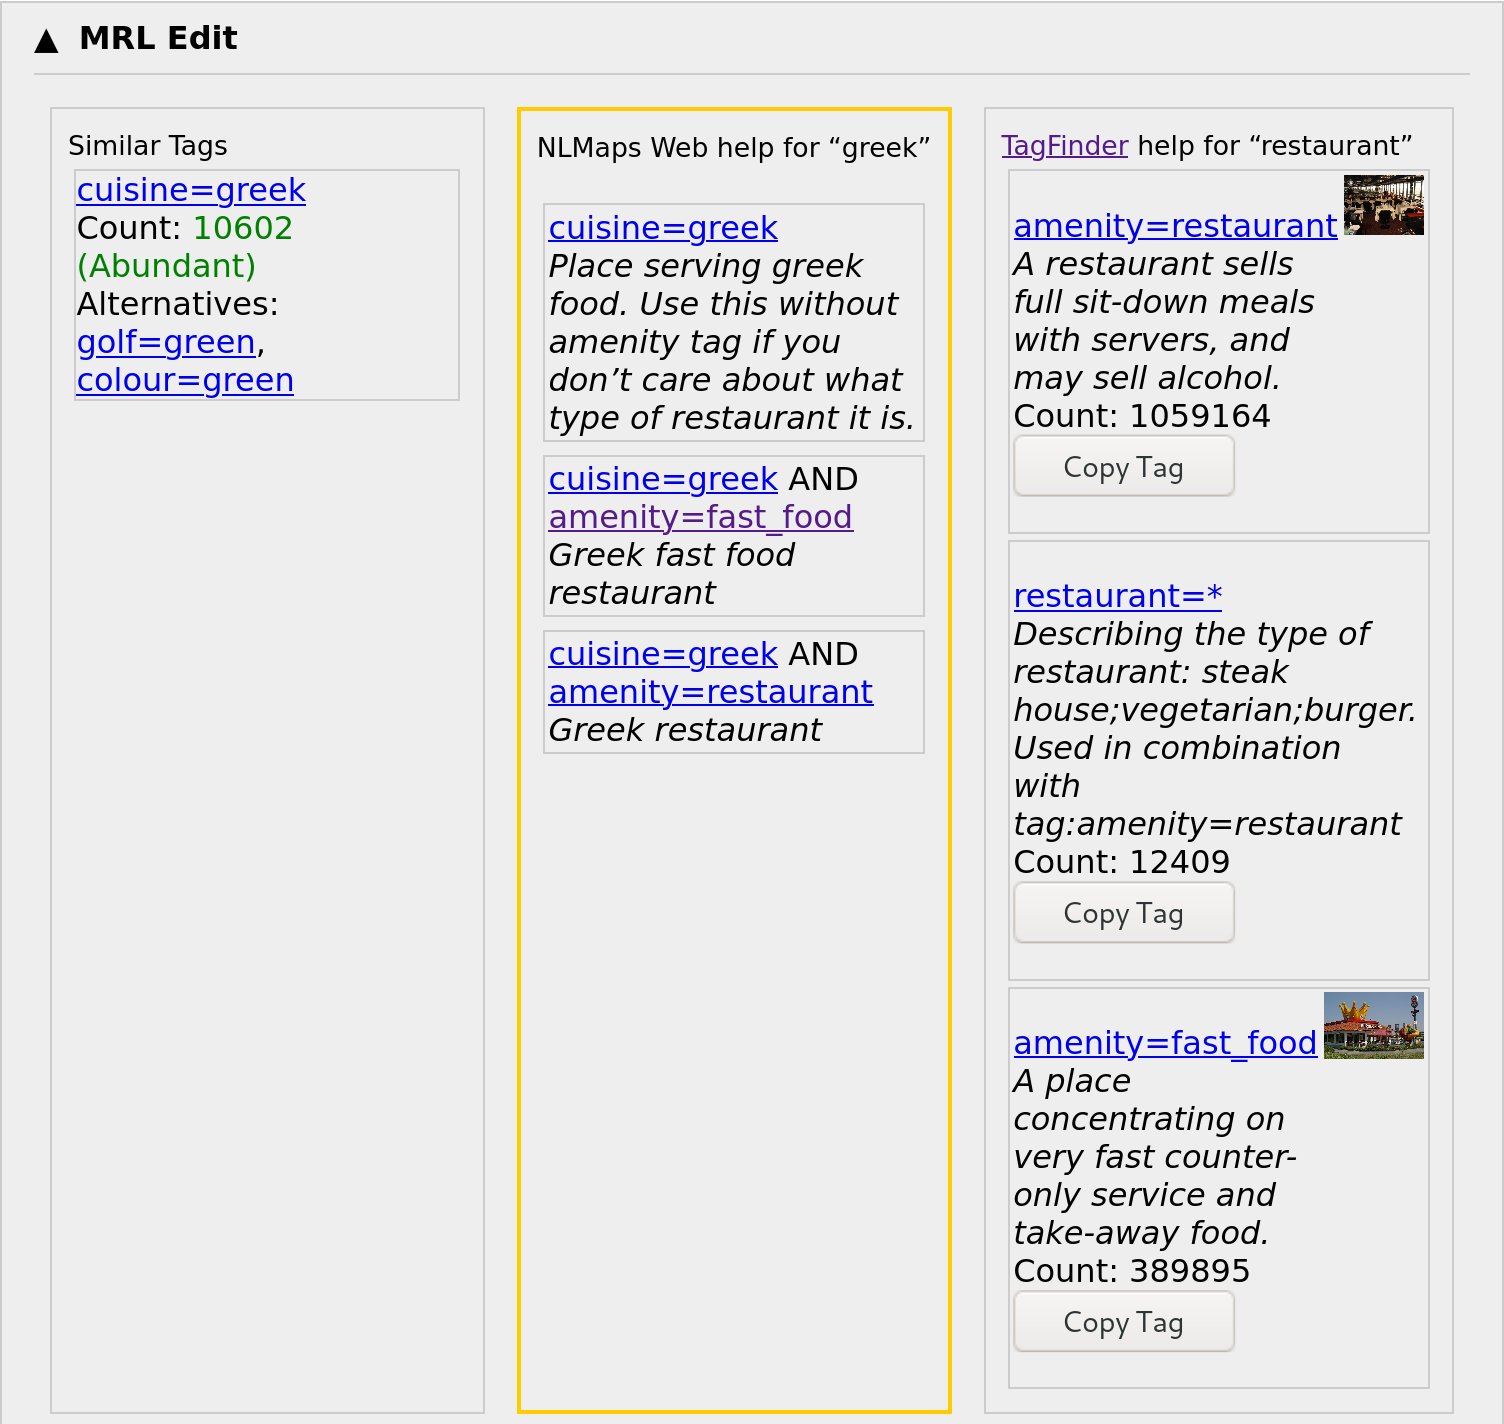 ▲ MRL Edit
Similar Tags
cuisine=greek
Count: 10602
(Abundant)
Alternatives:
golf=green,
colour=green
NLMaps Web help for “greek”
cuisine=greek
Place serving greek
food. Use this without
amenity tag if you
don’t care about what
type of restaurant it is.
cuisine=greek AND
amenity=fast_food
Greek fast food
restaurant
cuisine=greek AND
amenity=restaurant
Greek restaurant
TagFinder help for “restaurant”
amenity=restaurant
A restaurant sells
full sit-down meals
with servers, and
may sell alcohol.
Count: 1059164
Copy Tag
restaurant=*
Describing the type of
restaurant: steak
house;vegetarian;burger.
Used in combination
with
tag:amenity=restaurant
Count: 12409
Copy Tag
amenity=fast_food
A place
concentrating on
very fast counter-
only service and
take-away food.
Count: 389895
Copy Tag